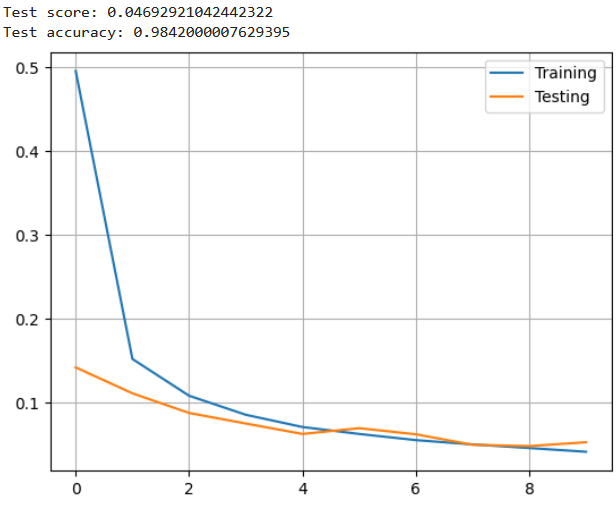 Test score: 0.04692921042442322
Test accuracy: 0.9842000007629395
0.5
Training
Testing
0.4
0.3
0.2
0.1
0 2 4 6 8